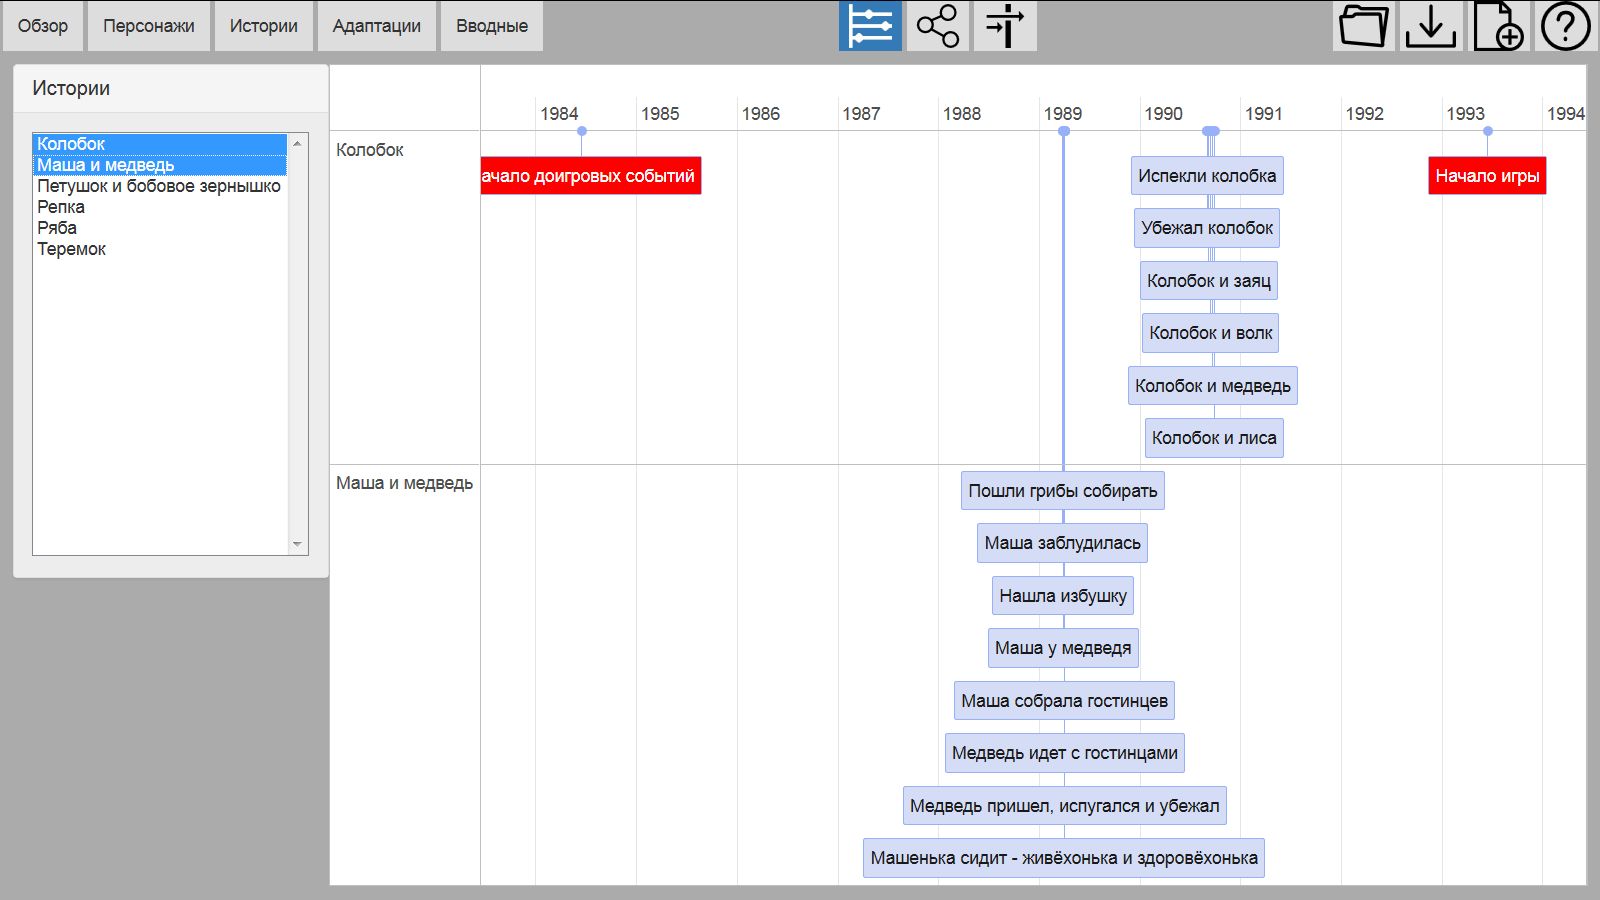 Обзор
Персонажи
Истории
Адаптации
Вводные
Истории
Колобок
Маша и медведь
Петушок и бобовое зернышко
Репка
Ряба
Теремок
1984
1985
1986
1987
1988
1989
1990
1991
1992
1993
1994
Колобок
ачало доигровых событий
Испекли колобка
Начало игры
Убежал колобок
Колобок и заяц
Колобок и волк
Колобок и медведь
Колобок и лиса
Маша и медведь
Пошли грибы собирать
Маша заблудилась
Нашла избушку
Маша у медведя
Маша собрала гостинцев
Медведь идет с гостинцами
Медведь пришел, испугался и убежал
Машенька сидит - живёхонька и здоровёхонька